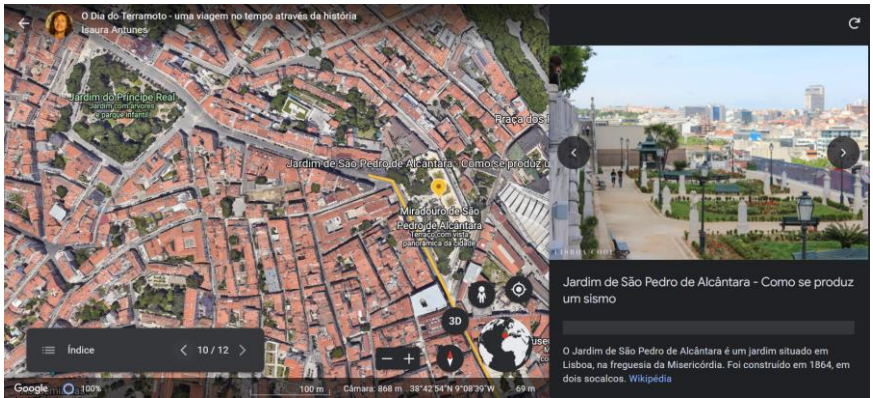 O Dia do Terramoto - uma viagem no tempo através da história
Isaura Antunes
Jardim do Príncipe Real
Jardim com árvores
e parque infantil
Praça dos
Jardim de São Pedro de Alcântara - Como se produz u
Miradouro de São
Pedro de Alcântara
Terraço com vista
panorâmica da cidade
3D
Índice
10 / 12
Google
100%
100 m
Câmara: 868 m
38°42'54"N 9°08'39"W
69 m
LISBOA COOL
Jardim de São Pedro de Alcântara - Como se produz
um sismo
O Jardim de São Pedro de Alcântara é um jardim situado em
Lisboa, na freguesia da Misericórdia. Foi construído em 1864, em
dois socalcos. Wikipédia